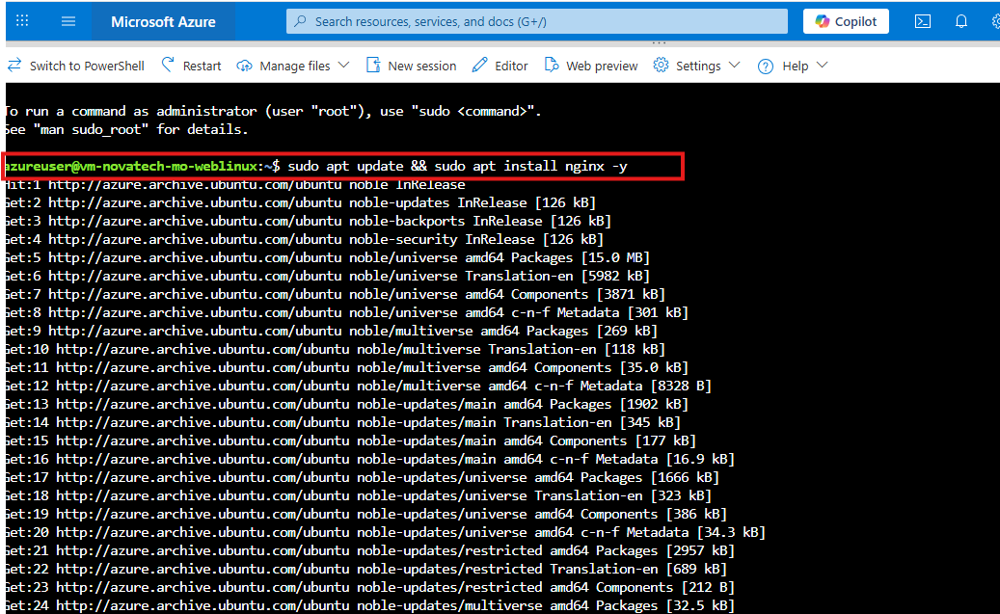 Microsoft Azure
Search resources, services, and docs (G+/)
Copilot
Switch to PowerShell Restart Manage files New session Editor Web preview Settings Help
To run a command as administrator (user "root"), use "sudo <command>".
See "man sudo_root" for details.
azureuser@vm-novatech-mo-weblinux:~$ sudo apt update && sudo apt install nginx -y
Hit:1 http://azure.archive.ubuntu.com/ubuntu noble InRelease
Get:2 http://azure.archive.ubuntu.com/ubuntu noble-updates InRelease [126 kB]
Get:3 http://azure.archive.ubuntu.com/ubuntu noble-backports InRelease [126 kB]
Get:4 http://azure.archive.ubuntu.com/ubuntu noble-security InRelease [126 kB]
Get:5 http://azure.archive.ubuntu.com/ubuntu noble/universe amd64 Packages [15.0 MB]
Get:6 http://azure.archive.ubuntu.com/ubuntu noble/universe Translation-en [5982 kB]
Get:7 http://azure.archive.ubuntu.com/ubuntu noble/universe amd64 Components [3871 kB]
Get:8 http://azure.archive.ubuntu.com/ubuntu noble/universe amd64 c-n-f Metadata [301 kB]
Get:9 http://azure.archive.ubuntu.com/ubuntu noble/multiverse amd64 Packages [269 kB]
Get:10 http://azure.archive.ubuntu.com/ubuntu noble/multiverse Translation-en [118 kB]
Get:11 http://azure.archive.ubuntu.com/ubuntu noble/multiverse amd64 Components [35.0 kB]
Get:12 http://azure.archive.ubuntu.com/ubuntu noble/multiverse amd64 c-n-f Metadata [8328 B]
Get:13 http://azure.archive.ubuntu.com/ubuntu noble-updates/main amd64 Packages [1902 kB]
Get:14 http://azure.archive.ubuntu.com/ubuntu noble-updates/main Translation-en [345 kB]
Get:15 http://azure.archive.ubuntu.com/ubuntu noble-updates/main amd64 Components [177 kB]
Get:16 http://azure.archive.ubuntu.com/ubuntu noble-updates/main amd64 c-n-f Metadata [16.9 kB]
Get:17 http://azure.archive.ubuntu.com/ubuntu noble-updates/universe amd64 Packages [1666 kB]
Get:18 http://azure.archive.ubuntu.com/ubuntu noble-updates/universe Translation-en [323 kB]
Get:19 http://azure.archive.ubuntu.com/ubuntu noble-updates/universe amd64 Components [386 kB]
Get:20 http://azure.archive.ubuntu.com/ubuntu noble-updates/universe amd64 c-n-f Metadata [34.3 kB]
Get:21 http://azure.archive.ubuntu.com/ubuntu noble-updates/restricted amd64 Packages [2957 kB]
Get:22 http://azure.archive.ubuntu.com/ubuntu noble-updates/restricted Translation-en [689 kB]
Get:23 http://azure.archive.ubuntu.com/ubuntu noble-updates/restricted amd64 Components [212 B]
Get:24 http://azure.archive.ubuntu.com/ubuntu noble-updates/multiverse amd64 Packages [32.5 kB]